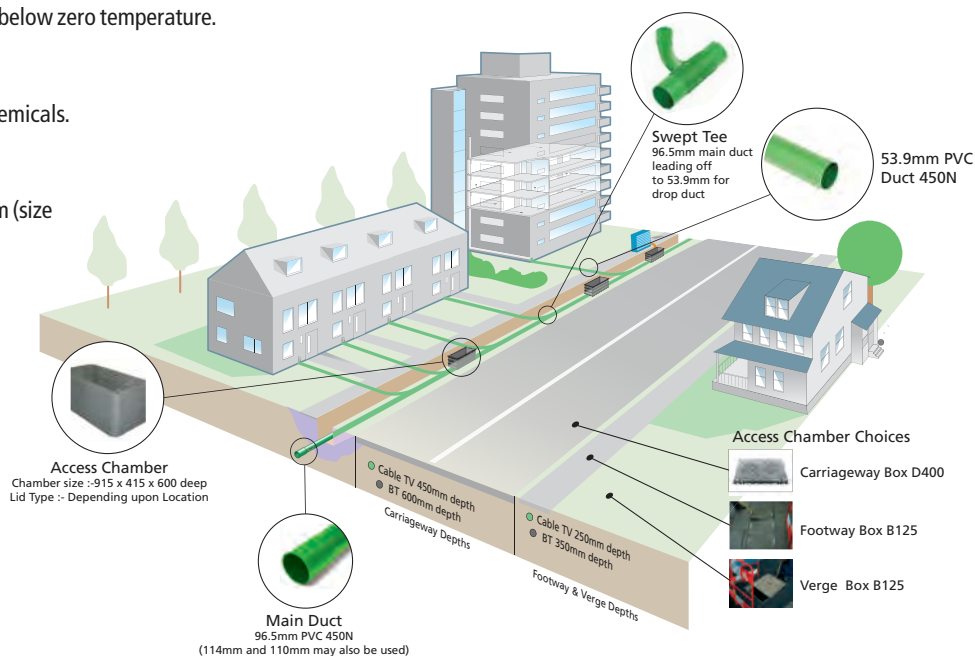 below zero temperature.
emicals.
m (size
Swept Tee
96.5mm main duct
leading off
to 53.9mm for
drop duct
53.9mm PVC
Duct 450N
Access Chamber
Chamber size :-915 x 415 x 600 deep
Lid Type :- Depending upon Location
Main Duct
96.5mm PVC 450N
(114mm and 110mm may also be used)
Cable TV 450mm depth
BT 600mm depth
Carriageway Depths
Cable TV 250mm depth
BT 350mm depth
Footway & Verge Depths
Access Chamber Choices
Carriageway Box D400
Footway Box B125
Verge Box B125